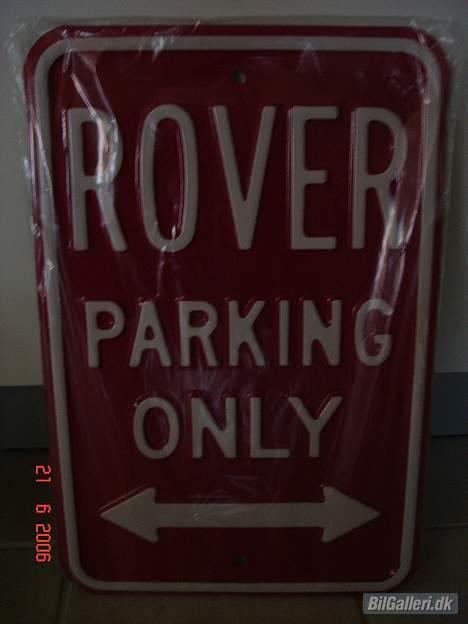 ROVER
PARKING
ONLY
21 6 2006
BilGalleri.dk